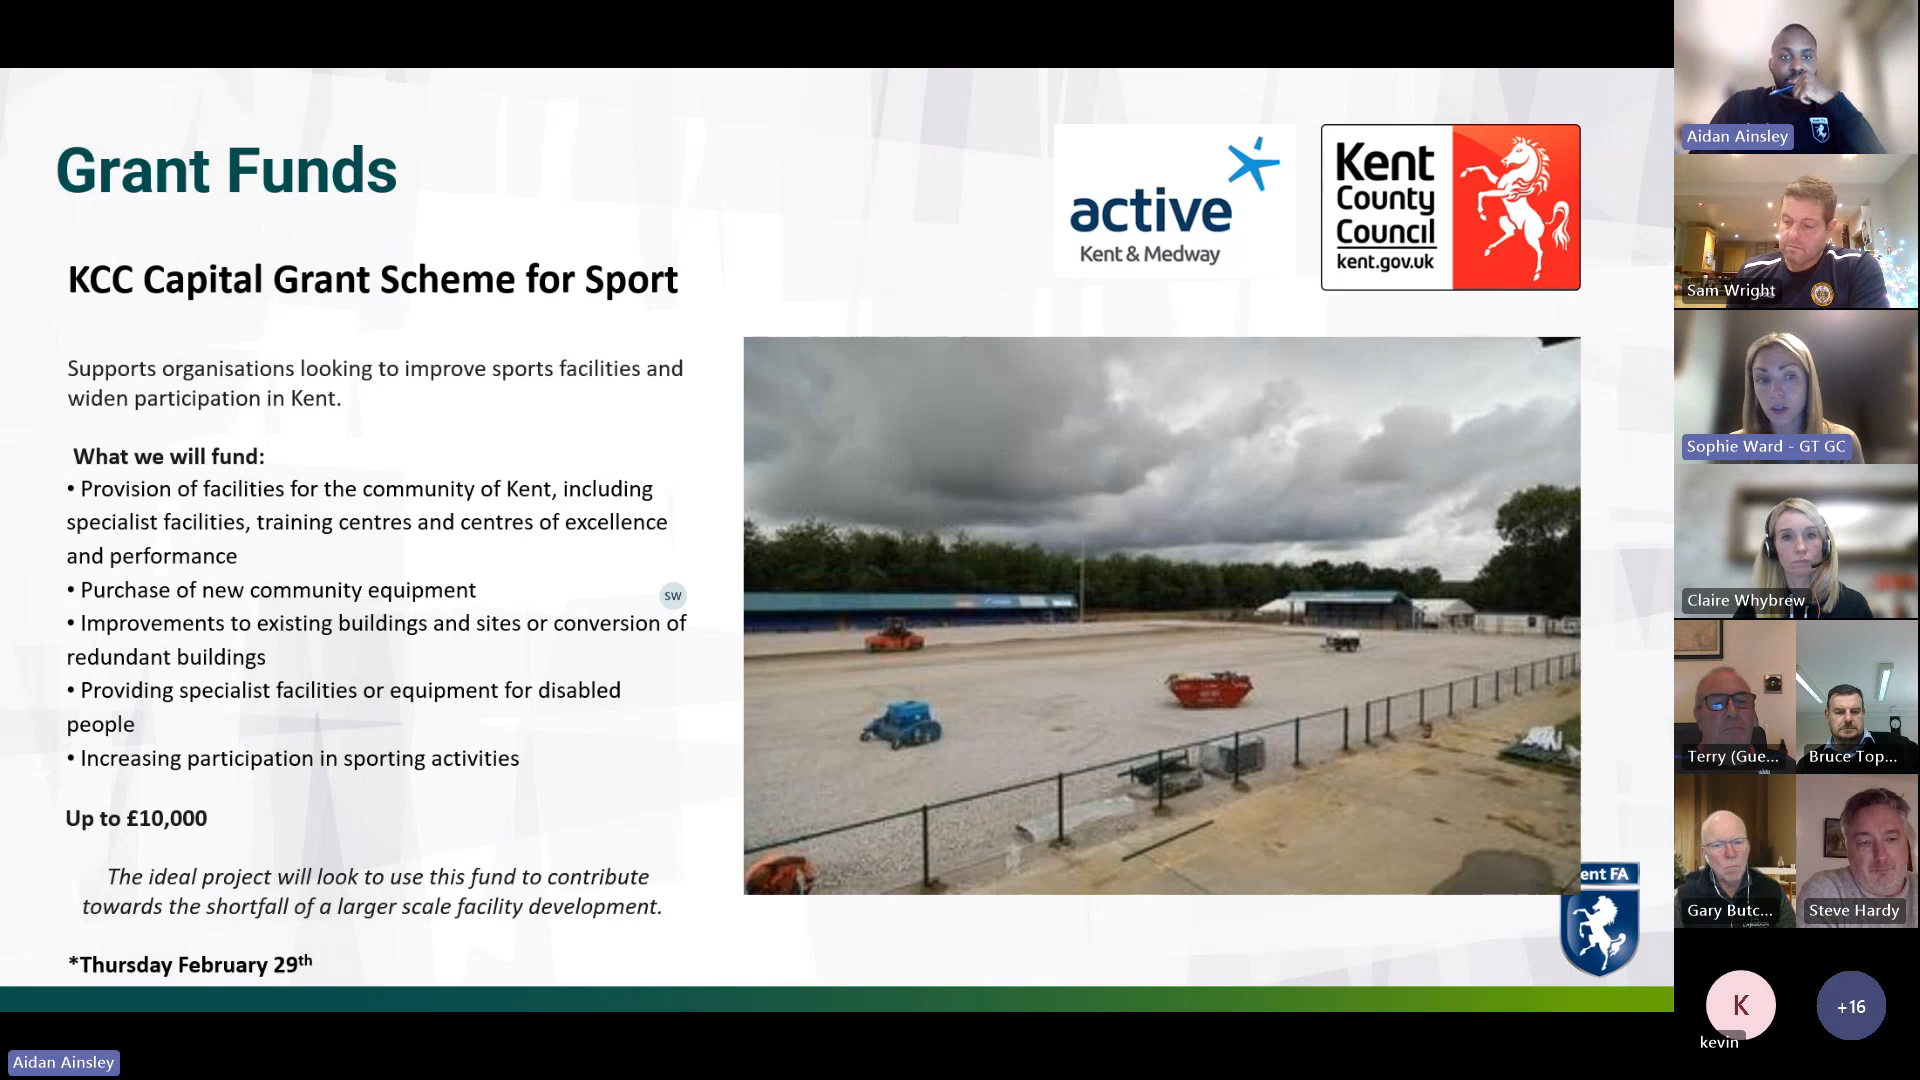 Grant Funds
active
Kent & Medway
Kent
County
Council
kent.gov.uk
KCC Capital Grant Scheme for Sport
Supports organisations looking to improve sports facilities and
widen participation in Kent.
What we will fund:
• Provision of facilities for the community of Kent, including
specialist facilities, training centres and centres of excellence
and performance
• Purchase of new community equipment
SW
• Improvements to existing buildings and sites or conversion of
redundant buildings
• Providing specialist facilities or equipment for disabled
people
• Increasing participation in sporting activities
Up to £10,000
The ideal project will look to use this fund to contribute
towards the shortfall of a larger scale facility development.
*Thursday February 29th
ent FA
Aidan Ainsley
Aidan Ainsley
Sam Wright
Sophie Ward - GT GC
Claire Whybrew
Terry (Gue...
Bruce Top...
Gary Butc...
Steve Hardy
K
kevin
+16